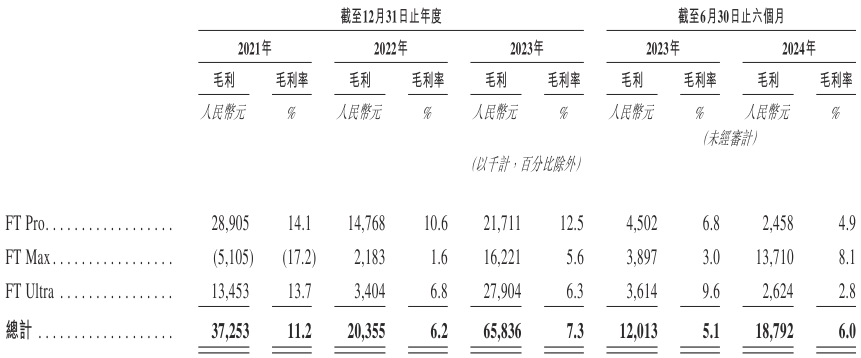 截至12月31日止年度 截至6月30日止六個月
2021年 2022年 2023年 2023年 2024年
毛利 毛利率 毛利 毛利率 毛利 毛利率 毛利 毛利率 毛利 毛利率
人民幣元 % 人民幣元 % 人民幣元 % 人民幣元 % 人民幣元 %
(未經審計)
(以千計，百分比除外)
FT Pro. . . . . . . . . . . . . . . . . . 28,905 14.1 14,768 10.6 21,711 12.5 4,502 6.8 2,458 4.9
FT Max . . . . . . . . . . . . . . . . . (5,105) (17.2) 2,183 1.6 16,221 5.6 3,897 3.0 13,710 8.1
FT Ultra . . . . . . . . . . . . . . . . 13,453 13.7 3,404 6.8 27,904 6.3 3,614 9.6 2,624 2.8
總計 . . . . . . . . . . . . . . . . . . . 37,253 11.2 20,355 6.2 65,836 7.3 12,013 5.1 18,792 6.0